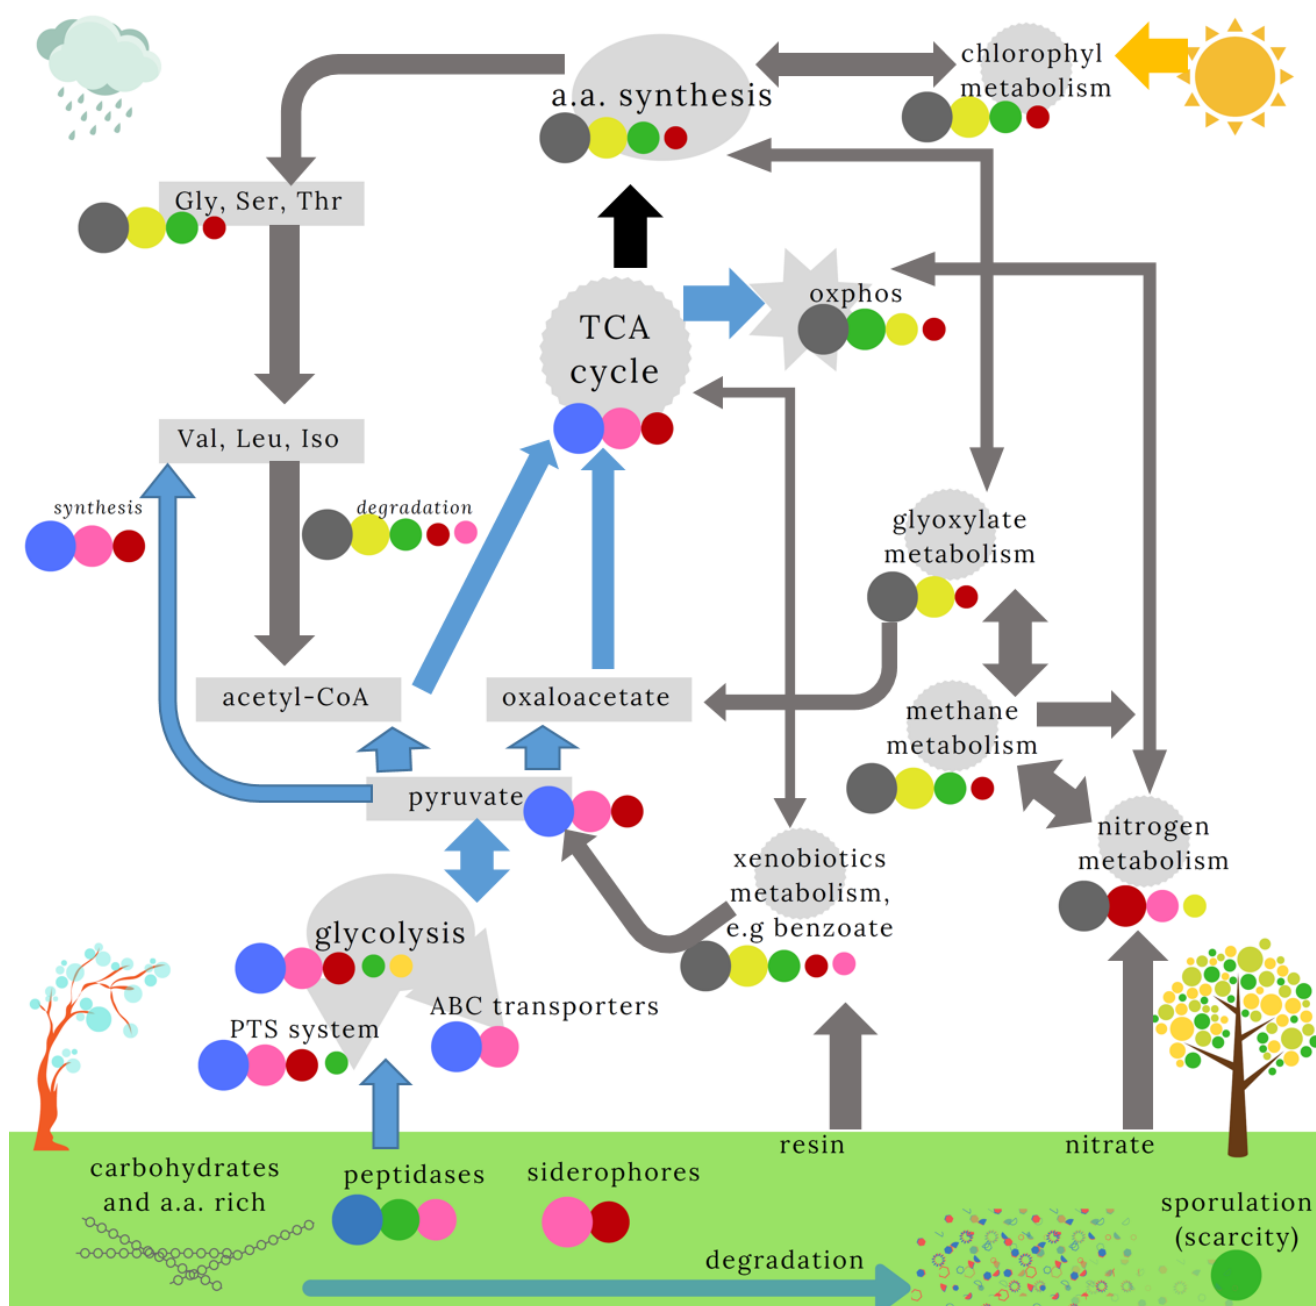 chlorophyl
metabolism
a.a. synthesis
Gly, Ser, Thr
oxphos
TCA
cycle
Val, Leu, Iso
synthesis
degradation
glyoxylate
metabolism
acetyl-CoA
oxaloacetate
methane
metabolism
pyruvate
nitrogen
metabolism
xenobiotics
metabolism,
e.g benzoate
glycolysis
ABC transporters
PTS system
resin
nitrate
carbohydrates
and a.a. rich
peptidases
siderophores
sporulation
(scarcity)
degradation